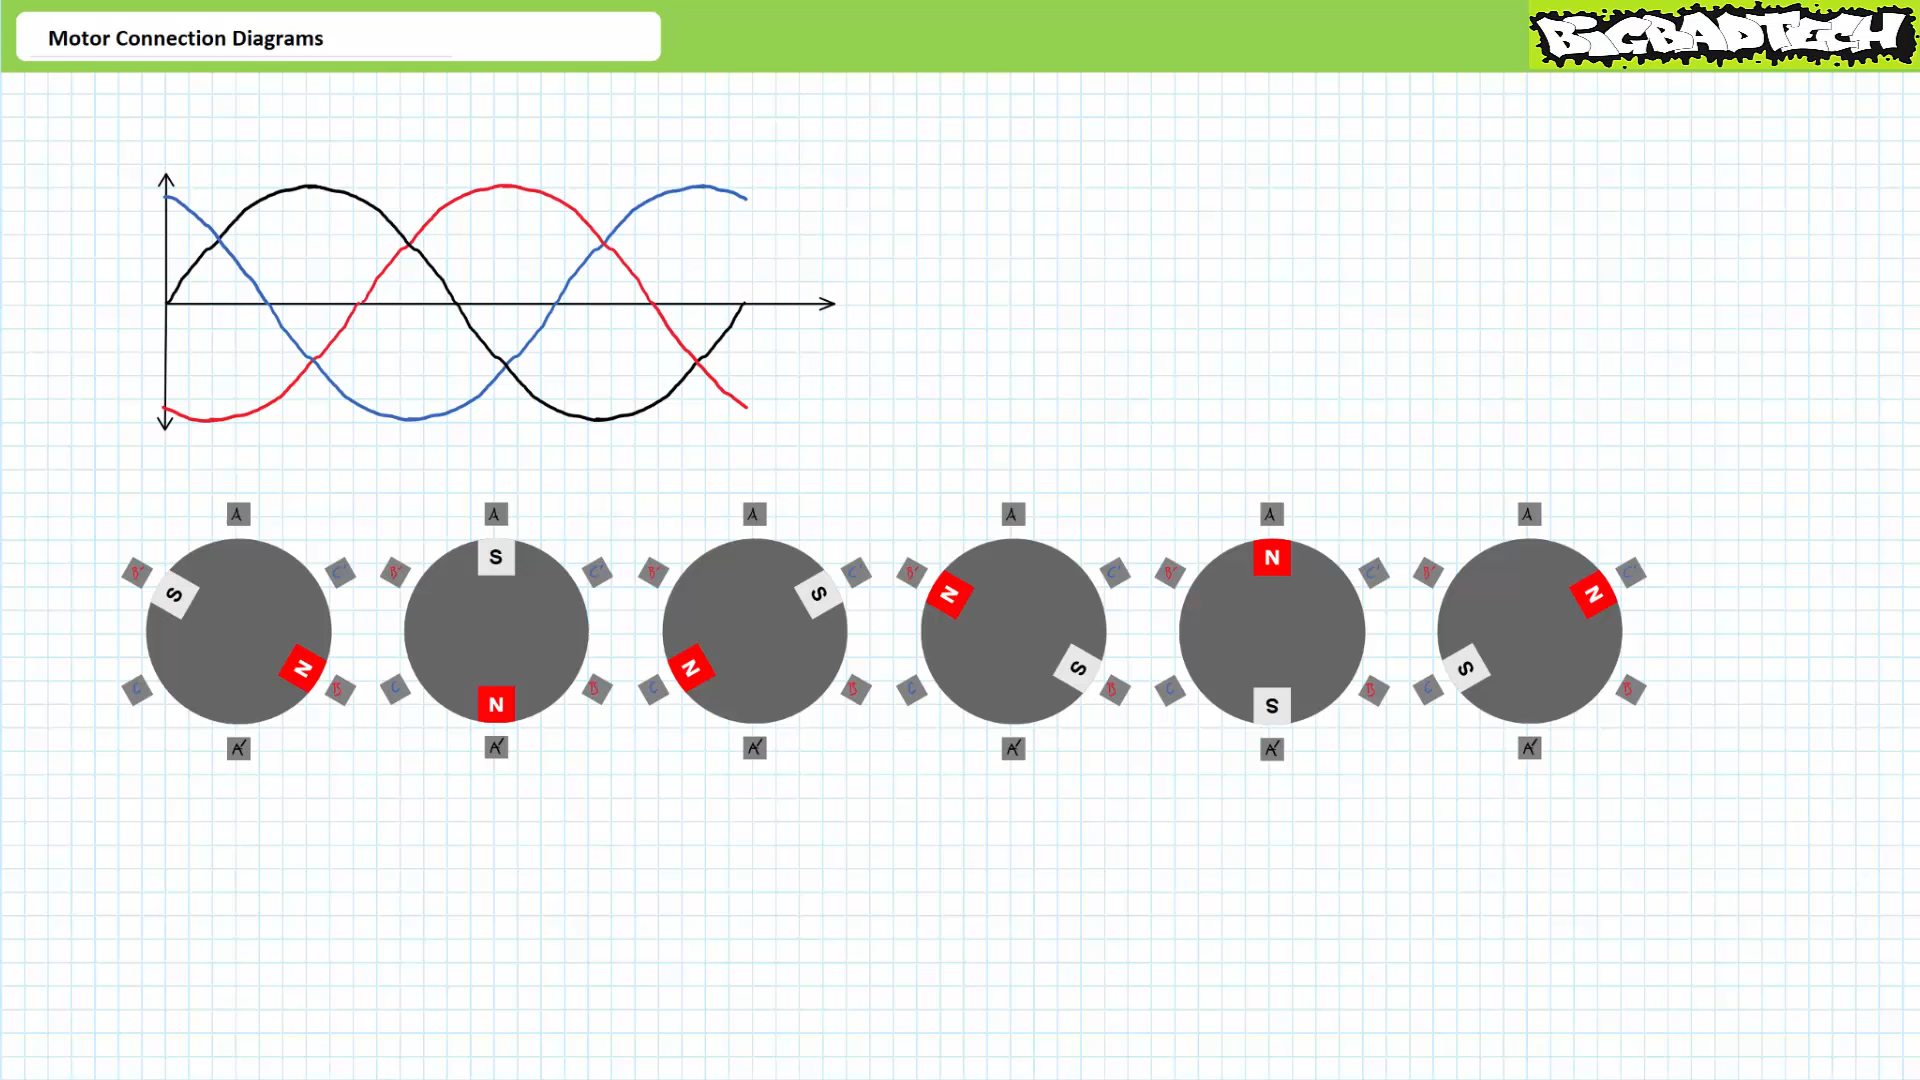 Motor Connection Diagrams
BIGBADTECH
A A A A A A
B' S C' B' S C' B' S C' B' N C' B' N C' B' N C'
C N B C N B C N B C S B C S B C S B
A' A' A' A' A' A'